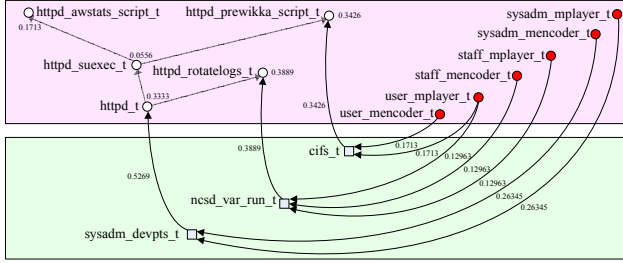 httpd_awstats_script_t
httpd_prewikka_script_t
sysadm_mplayer_t
0.1713
0.3426
sysadm_mencoder_t
0.0556
httpd_suexec_t
staff_mplayer_t
httpd_rotatelogs_t
0.3889
staff_mencoder_t
0.3333
user_mplayer_t
httpd_t
0.3426
user_mencoder_t
0.3889
cifs_t
0.1713
0.1713
0.12963
0.12963
0.5269
0.12963
ncsd_var_run_t
0.26345
0.26345
sysadm_devpts_t